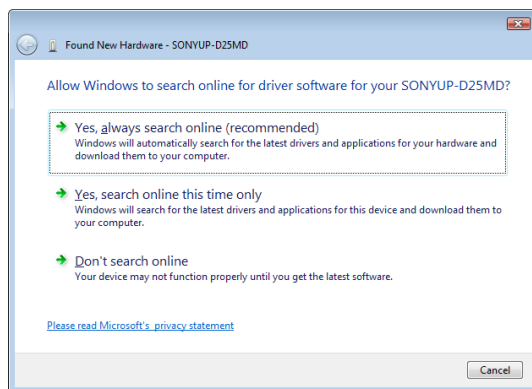 Found New Hardware - SONYUP-D25MD
Allow Windows to search online for driver software for your SONYUP-D25MD?
Yes, always search online (recommended)
Windows will automatically search for the latest drivers and applications for your hardware and
download them to your computer.
Yes, search online this time only
Windows will search for the latest drivers and applications for this device and download them to
your computer.
Don't search online
Your device may not function properly until you get the latest software.
Please read Microsoft's privacy statement
Cancel